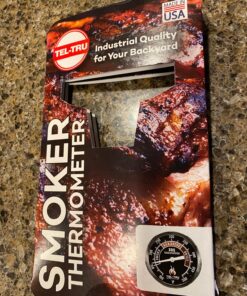 TEL-TRU
MADE IN
USA
Industrial Quality
for Your Backyard
SMOKER
THERMOMETER